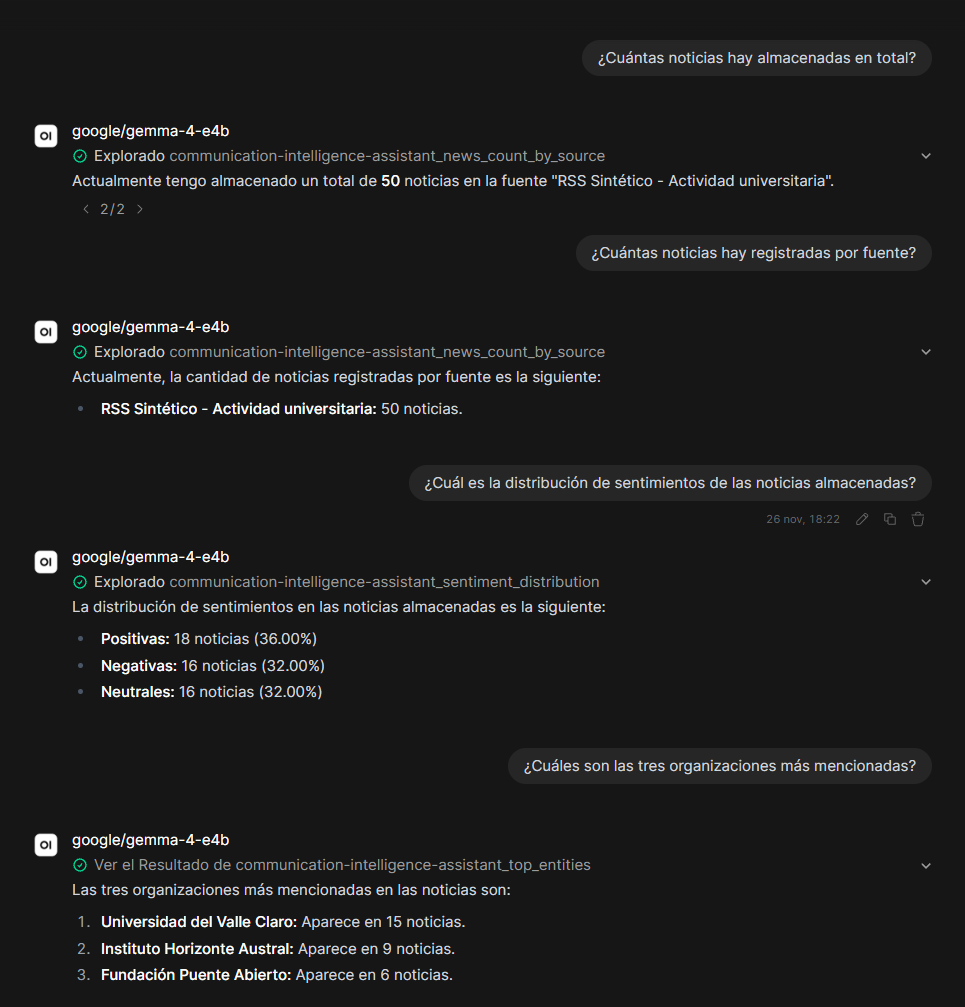 ¿Cuántas noticias hay almacenadas en total?
OI
google/gemma-4-e4b
Explorado communication-intelligence-assistant_news_count_by_source
Actualmente tengo almacenado un total de 50 noticias en la fuente "RSS Sintético - Actividad universitaria".
2/2
¿Cuántas noticias hay registradas por fuente?
OI
google/gemma-4-e4b
Explorado communication-intelligence-assistant_news_count_by_source
Actualmente, la cantidad de noticias registradas por fuente es la siguiente:
• RSS Sintético - Actividad universitaria: 50 noticias.
¿Cuál es la distribución de sentimientos de las noticias almacenadas?
26 nov, 18:22
OI
google/gemma-4-e4b
Explorado communication-intelligence-assistant_sentiment_distribution
La distribución de sentimientos en las noticias almacenadas es la siguiente:
• Positivas: 18 noticias (36.00%)
• Negativas: 16 noticias (32.00%)
• Neutrales: 16 noticias (32.00%)
¿Cuáles son las tres organizaciones más mencionadas?
OI
google/gemma-4-e4b
Ver el Resultado de communication-intelligence-assistant_top_entities
Las tres organizaciones más mencionadas en las noticias son:
1. Universidad del Valle Claro: Aparece en 15 noticias.
2. Instituto Horizonte Austral: Aparece en 9 noticias.
3. Fundación Puente Abierto: Aparece en 6 noticias.